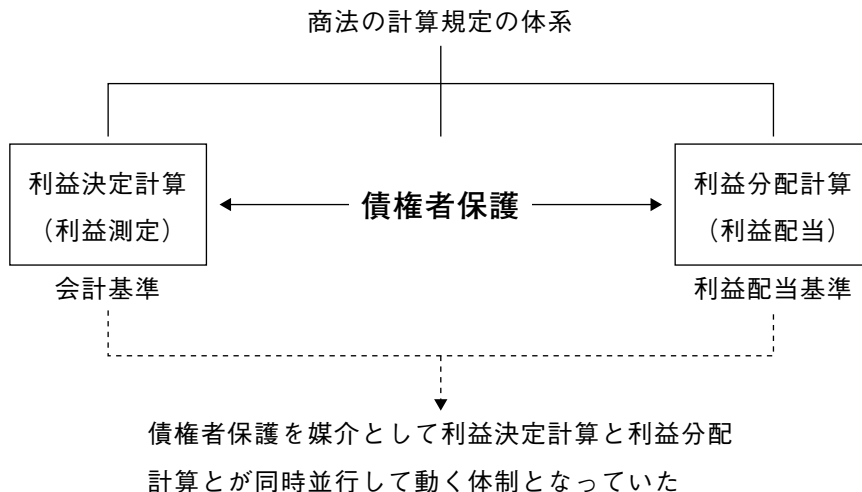 商法の計算規定の体系
利益決定計算
（利益測定）
債権者保護
利益分配計算
（利益配当）
会計基準
利益配当基準
債権者保護を媒介として利益決定計算と利益分配
計算とが同時並行して動く体制となっていた